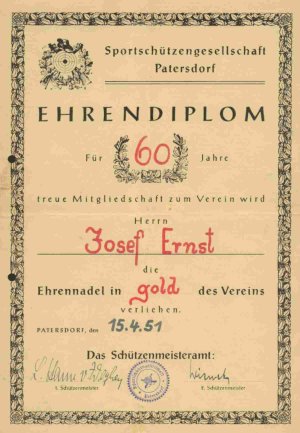 Sportschützengesellschaft
Patersdorf
EHRENDIPLOM
Für 60 Jahre
treue Mitgliedschaft zum Verein wird
Herrn
Josef Ernst
die
Ehrennadel in gold des Vereins
verliehen.
PATERSDORF, den 15.4.51
Das Schützenmeisteramt:
1. Schützenmeister
2. Schützenmeister